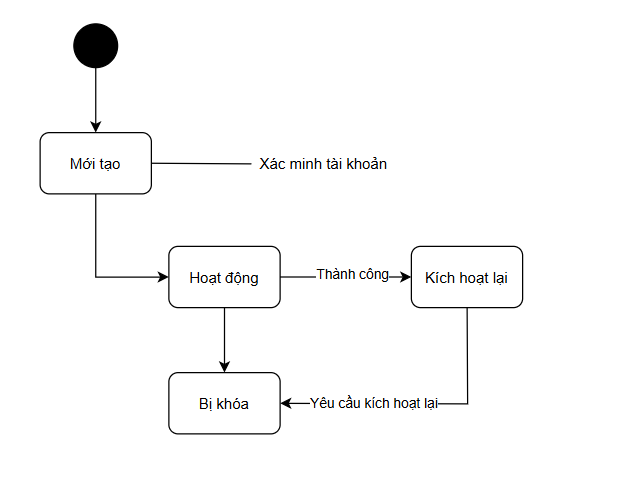 Mới tạo
Xác minh tài khoản
Hoạt động
Thành công
Kích hoạt lại
Bị khóa
Yêu cầu kích hoạt lại